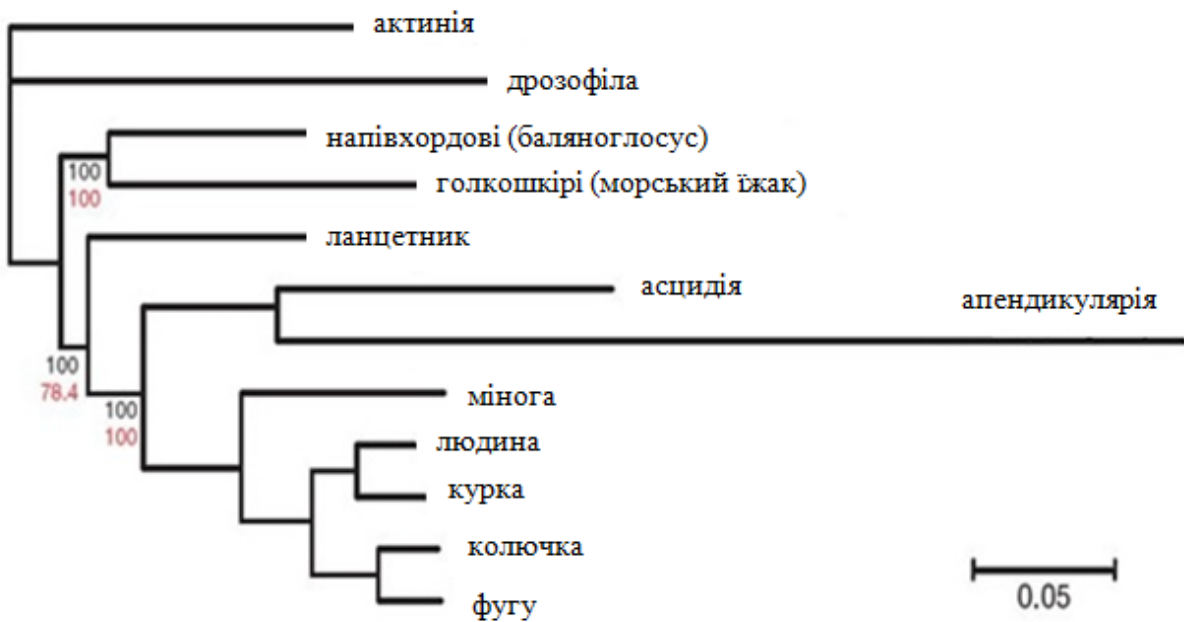 актинія
дрозофіла
напівхордові (баляноглосус)
100
100
голкошкірі (морський їжак)
ланцетник
асцидія
апендикулярія
100
78.4
мінога
100
100
людина
курка
колючка
0.05
фугу